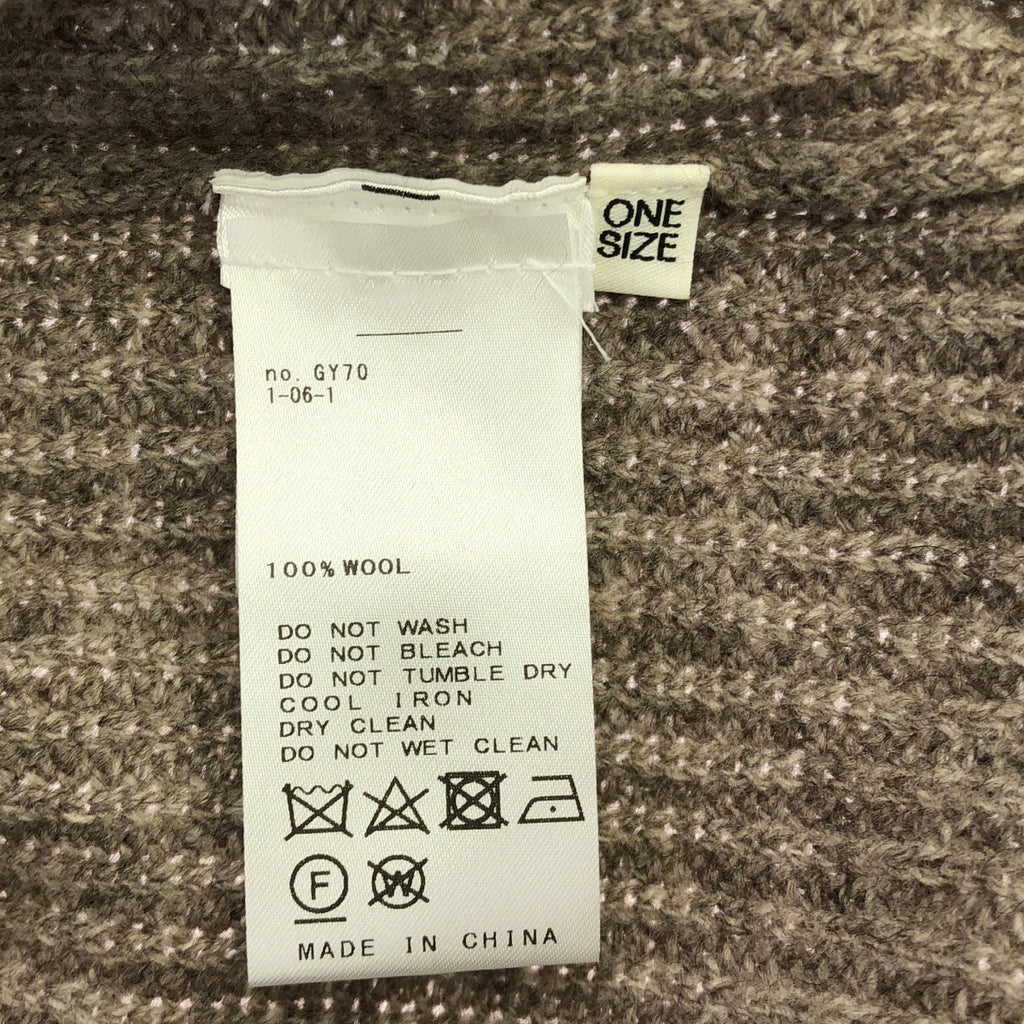 ONE
SIZE
no. GY70
1-06-1
100% WOOL
DO NOT WASH
DO NOT BLEACH
DO NOT TUMBLE DRY
COOL IRON
DRY CLEAN
DO NOT WET CLEAN
F
W
MADE IN CHINA